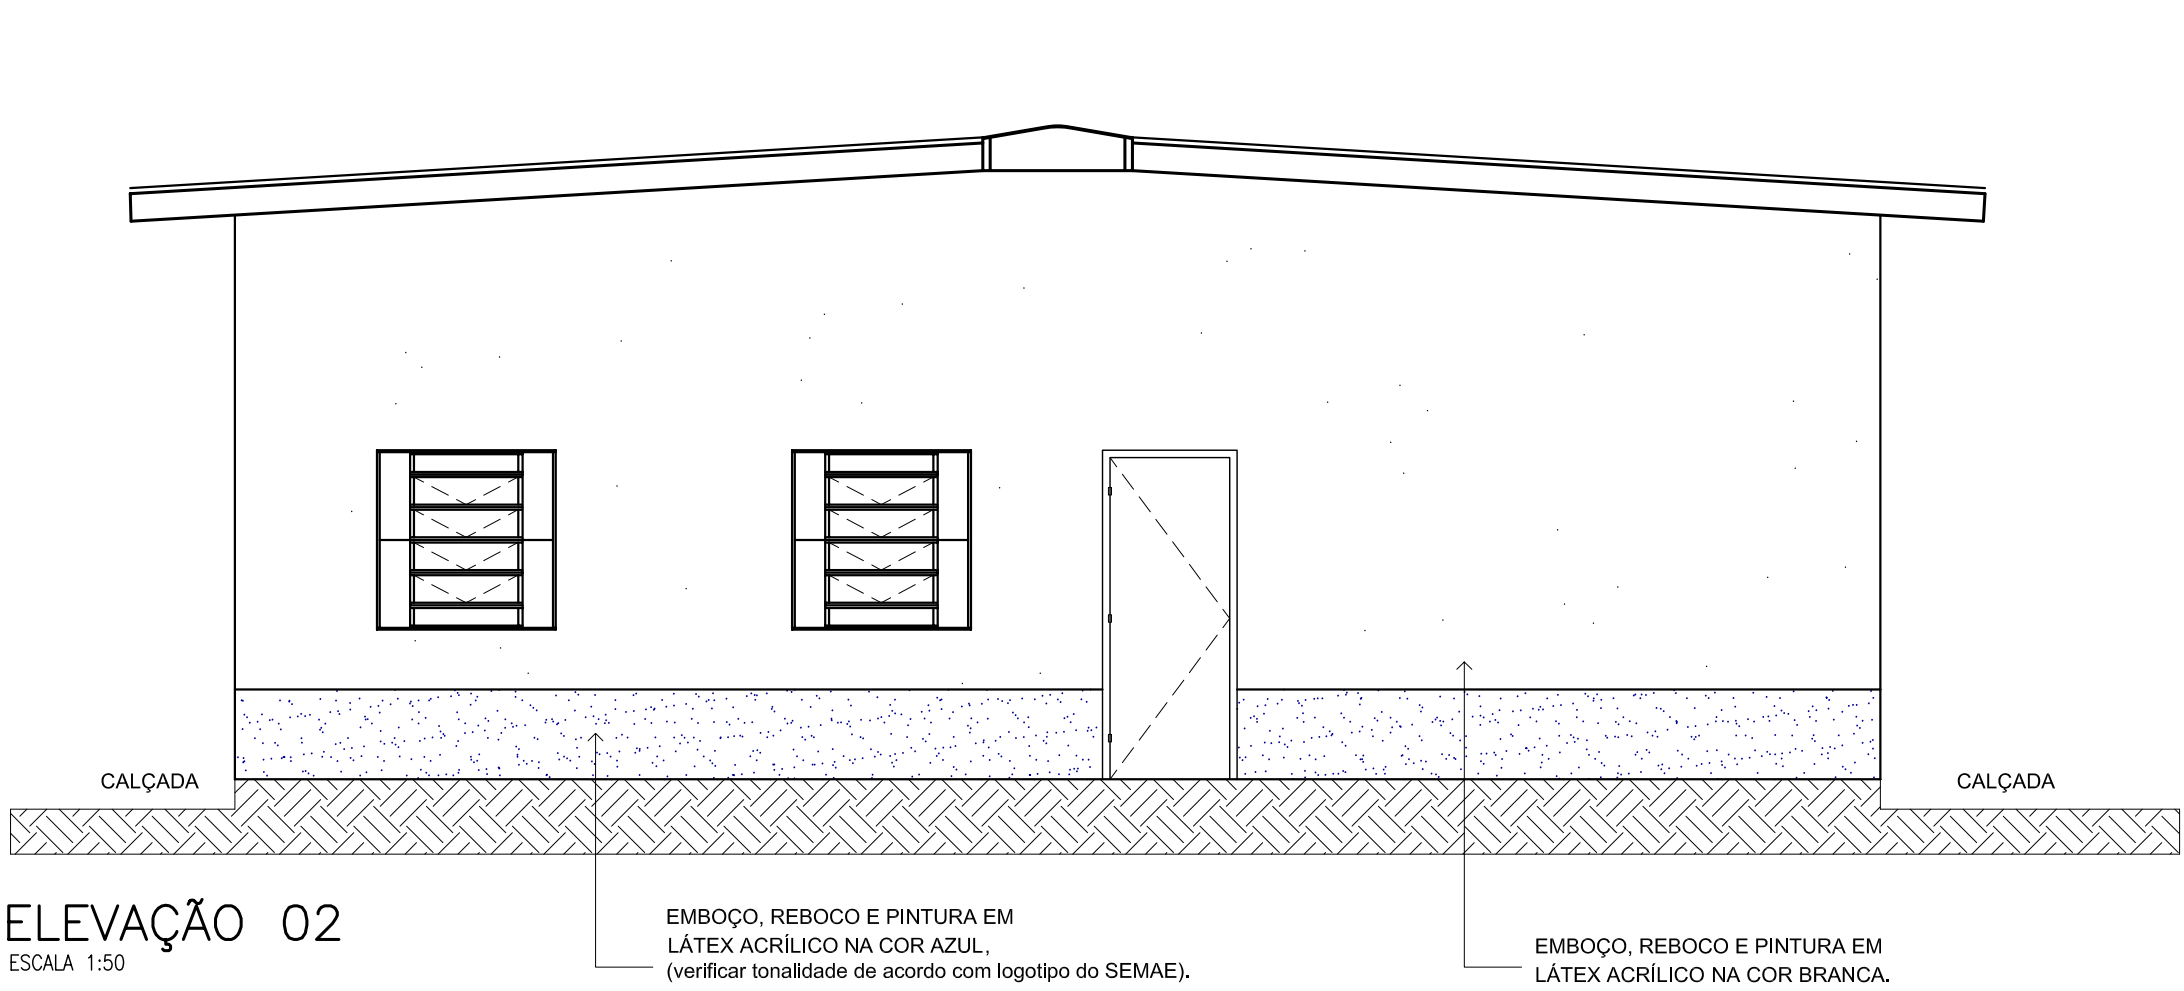 CALÇADA
CALÇADA
ELEVAÇÃO 02
ESCALA 1:50
EMBOÇO, REBOCO E PINTURA EM
LÁTEX ACRÍLICO NA COR AZUL,
(verificar tonalidade de acordo com logotipo do SEMAE).
EMBOÇO, REBOCO E PINTURA EM
LÁTEX ACRÍLICO NA COR BRANCA.